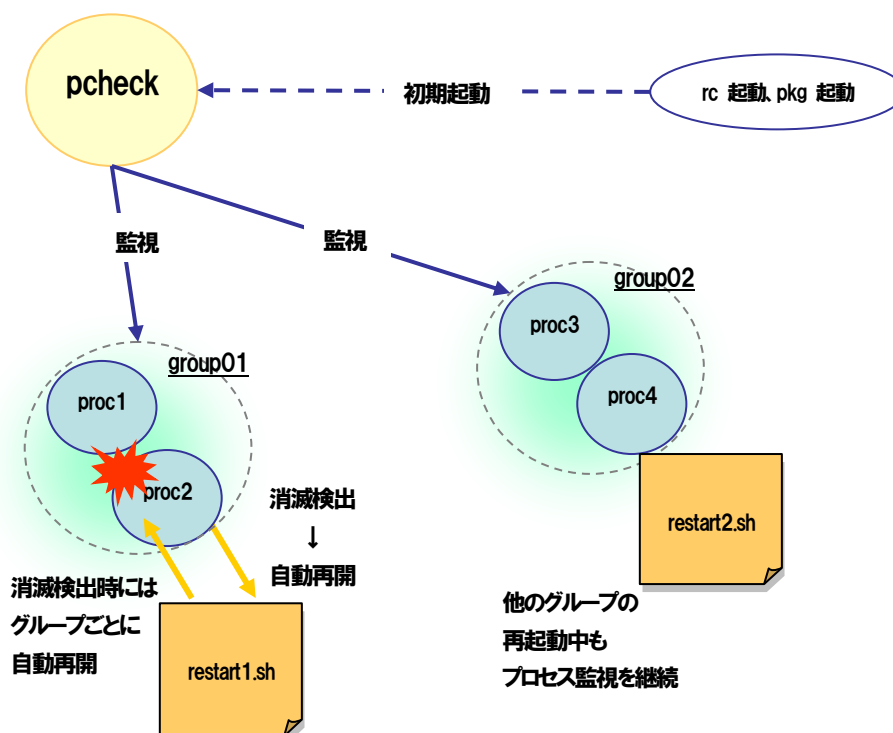 pcheck
初期起動
rc 起動、pkg 起動
監視
監視
group02
proc3
group01
proc4
proc1
proc2
消滅検出
↓
自動再開
restart2.sh
消滅検出時には
グループごとに
自動再開
restart1.sh
他のグループの
再起動中も
プロセス監視を継続